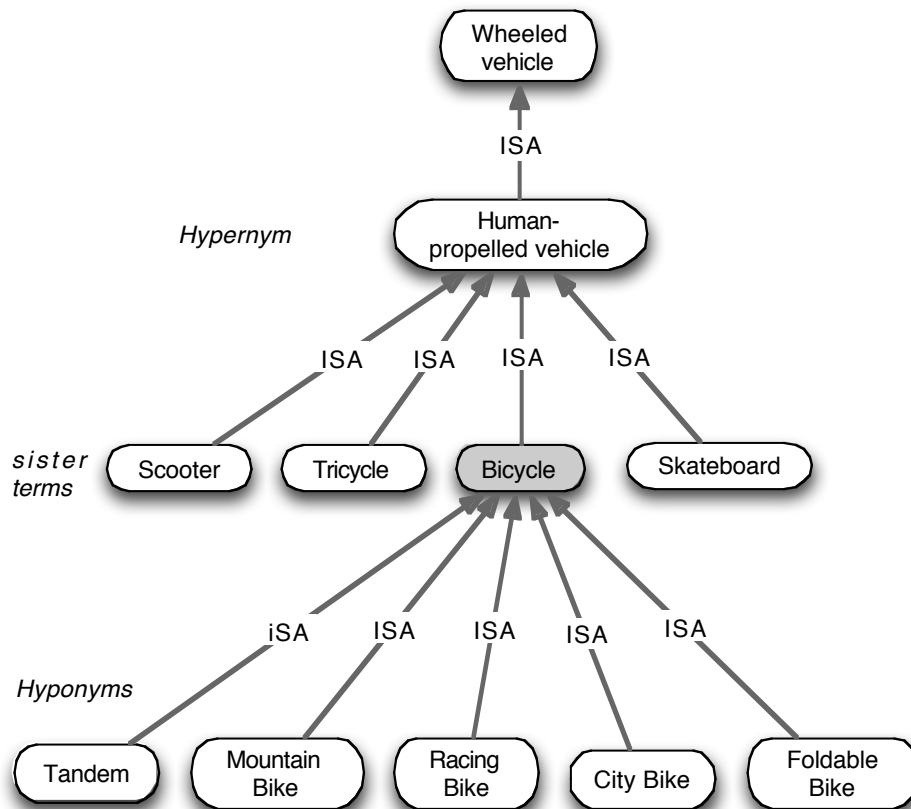 Wheeled
vehicle
ISA
Hypernym
Human-
propelled vehicle
ISA
ISA
ISA
ISA
sister
terms
Scooter
Tricycle
Bicycle
Skateboard
iSA
ISA
ISA
ISA
ISA
Hyponyms
Tandem
Mountain
Bike
Racing
Bike
City Bike
Foldable
Bike